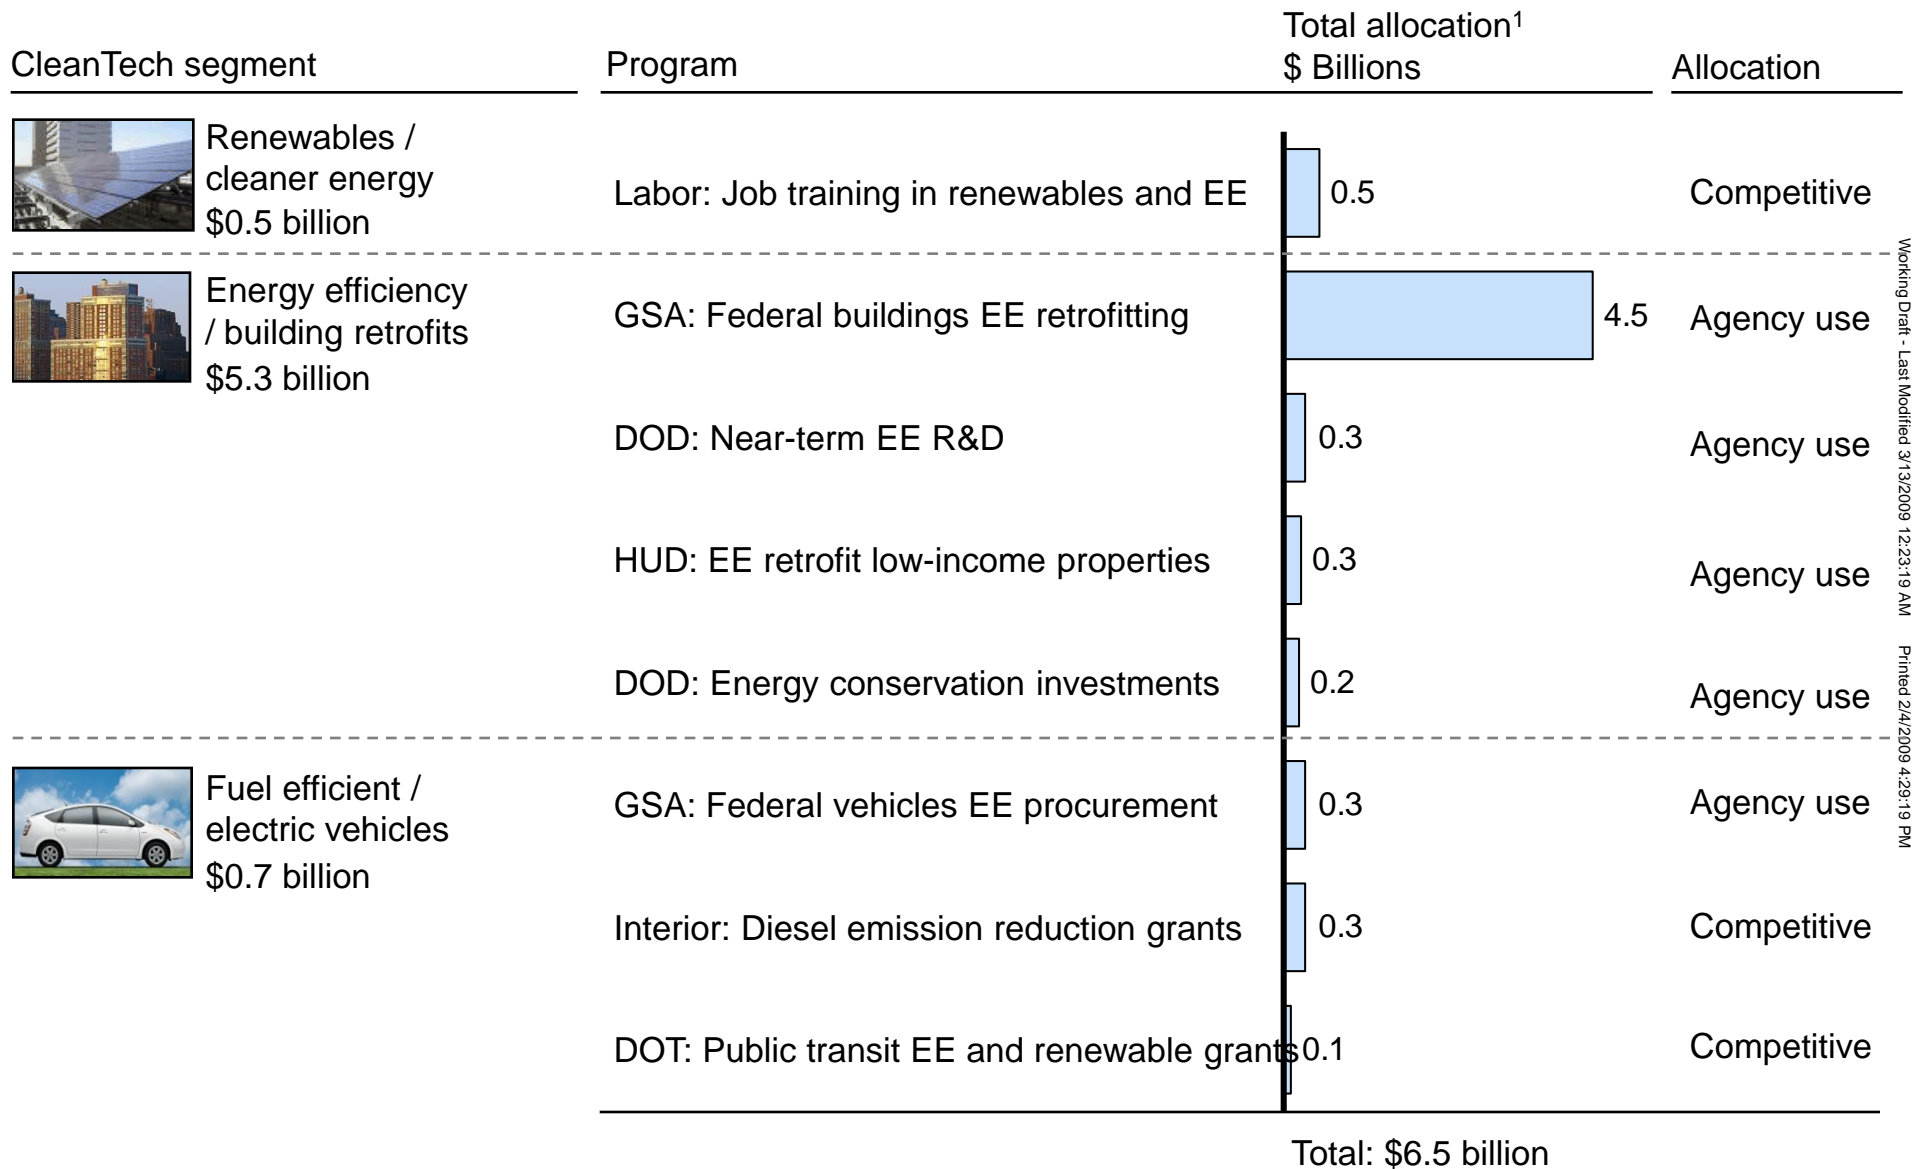 CleanTech segment
Program
Total allocation¹
$ Billions
Allocation
Renewables /
cleaner energy
$0.5 billion
Labor: Job training in renewables and EE
0.5
Competitive
Energy efficiency
/ building retrofits
$5.3 billion
GSA: Federal buildings EE retrofitting
4.5
Agency use
DOD: Near-term EE R&D
0.3
Agency use
HUD: EE retrofit low-income properties
0.3
Agency use
DOD: Energy conservation investments
0.2
Agency use
Fuel efficient /
electric vehicles
$0.7 billion
GSA: Federal vehicles EE procurement
0.3
Agency use
Interior: Diesel emission reduction grants
0.3
Competitive
DOT: Public transit EE and renewable grants
0.1
Competitive
Total: $6.5 billion
Working Draft - Last Modified 3/13/2009 12:23:19 AM
Printed 2/4/2009 4:29:19 PM